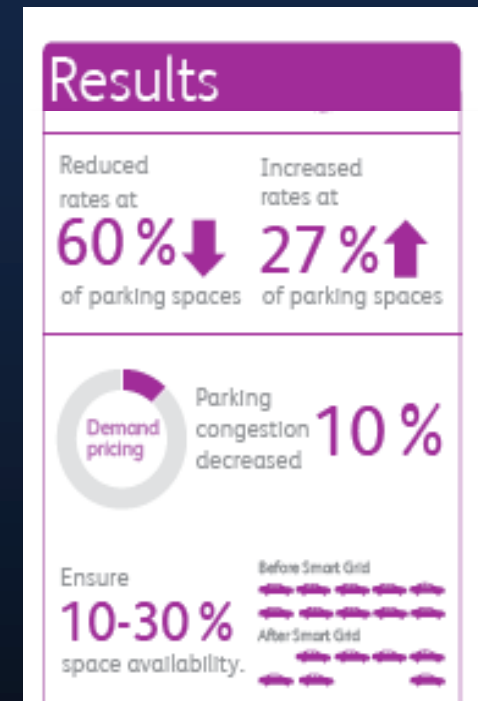 Results
Reduced
rates at
60%
of parking spaces
Increased
rates at
27%
of parking spaces
Demand
pricing
Parking
congestion
decreased
10%
Ensure
10-30%
space availability.
Before Smart Grid
After Smart Grid